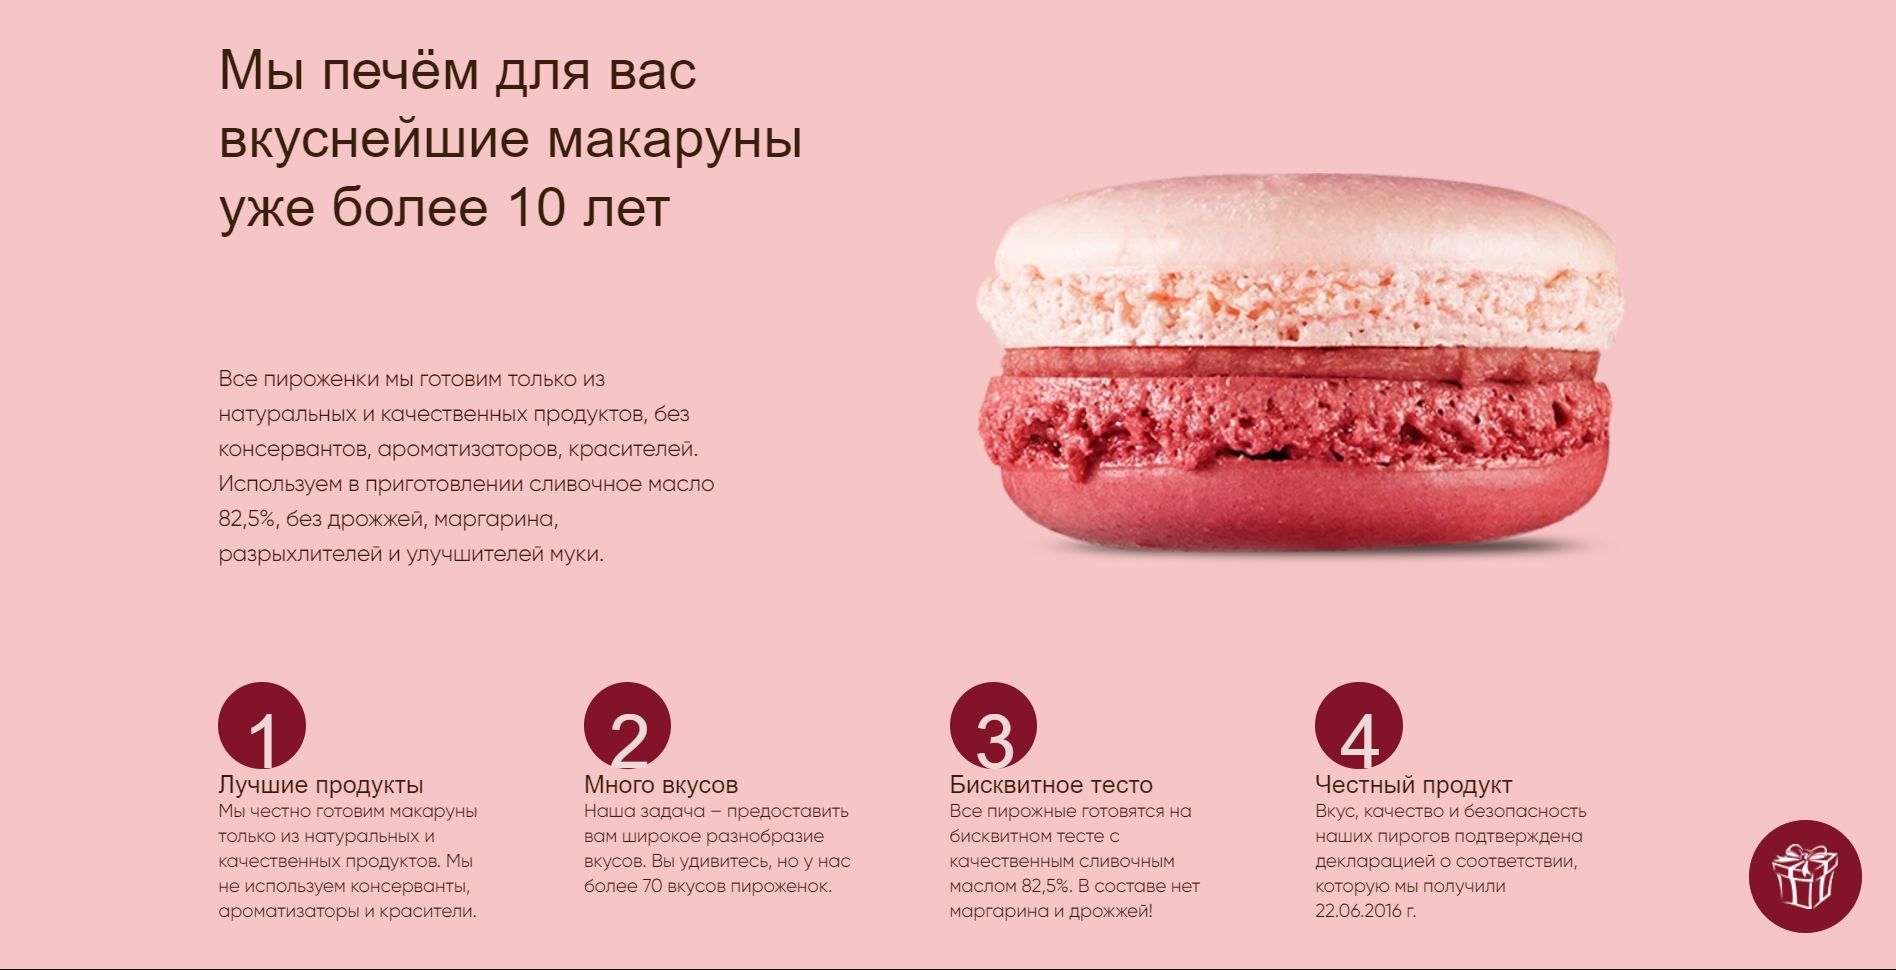 Мы печём для вас
вкуснейшие макаруны
уже более 10 лет
Все пироженки мы готовим только из
натуральных и качественных продуктов, без
консервантов, ароматизаторов, красителей.
Используем в приготовлении сливочное масло
82,5%, без дрожжей, маргарина,
разрыхлителей и улучшителей муки.
1
Лучшие продукты
Мы честно готовим макаруны
только из натуральных и
качественных продуктов. Мы
не используем консерванты,
ароматизаторы и красители.
2
Много вкусов
Наша задача – предоставить
вам широкое разнобразие
вкусов. Вы удивитесь, но у нас
более 70 вкусов пироженок.
3
Бисквитное тесто
Все пирожные готовятся на
бисквитном тесте с
качественным сливочным
маслом 82,5%. В составе нет
маргарина и дрожжей!
4
Честный продукт
Вкус, качество и безопасность
наших пирогов подтверждена
декларацией о соответствии,
которую мы получили
22.06.2016 г.